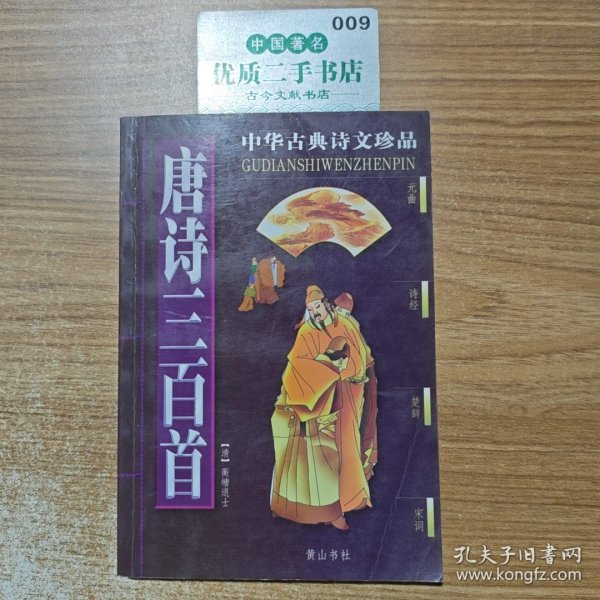 009
中国著名
优质二手书店
古今文献书店
中华古典诗文珍品
GUDIANSHIWENZHENPIN
唐诗三百首
【清】蘅塘退士
元曲
诗经
楚辞
宋词
黄山书社
孔夫子旧书网
www.kongfz.com